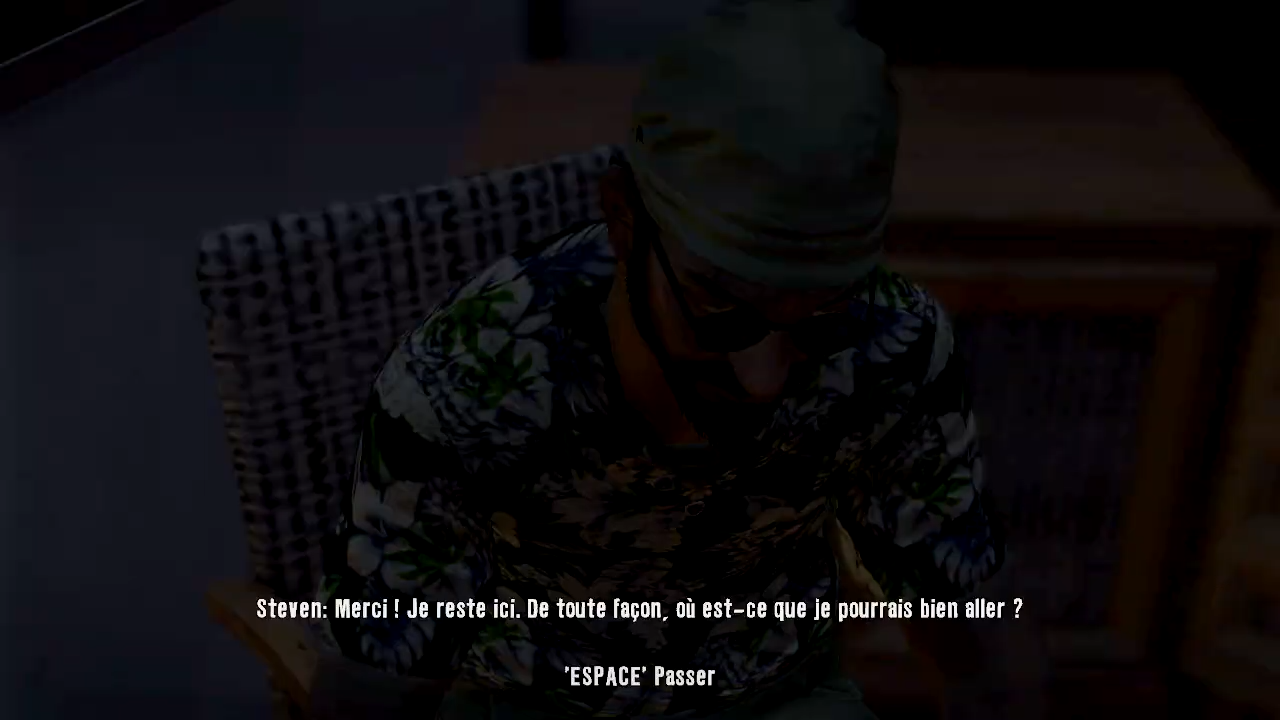 Steven: Merci ! Je reste ici. De toute façon, où est-ce que je pourrais bien aller ?
'ESPACE' Passer